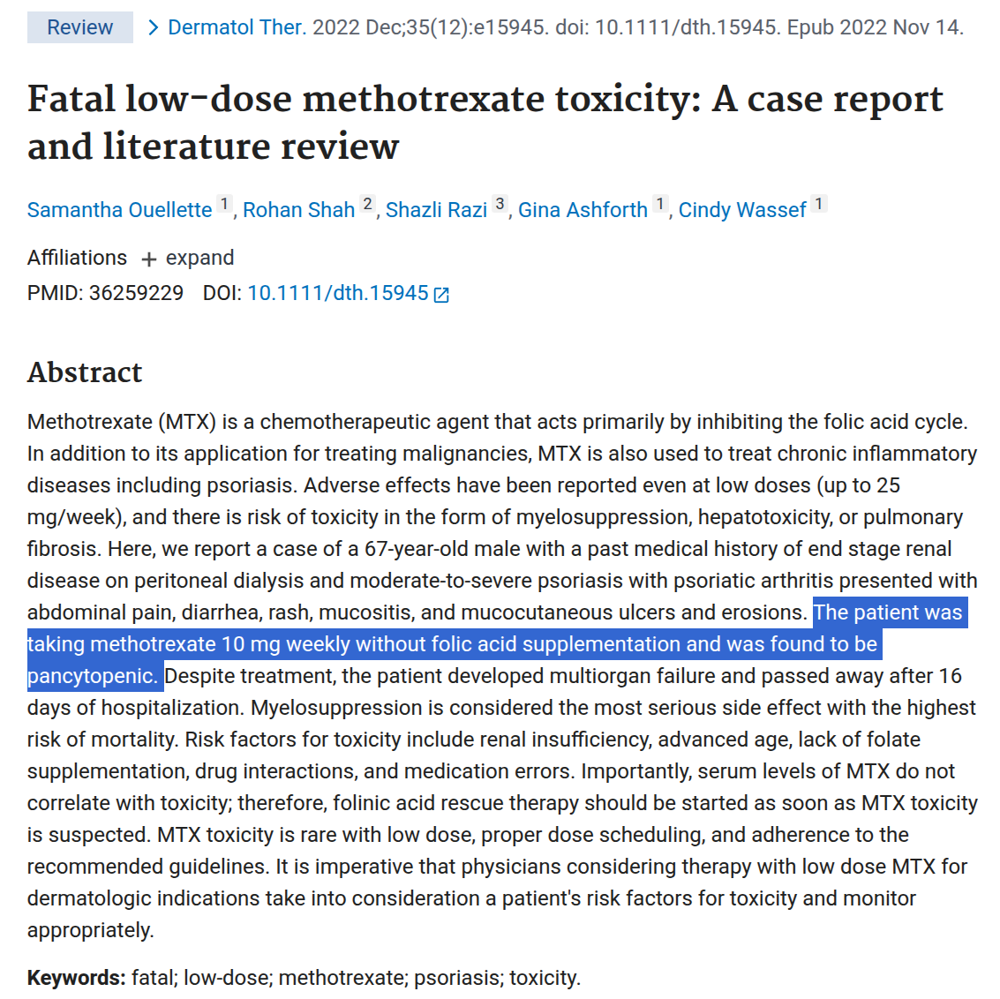 Review > Dermatol Ther. 2022 Dec;35(12):e15945. doi: 10.1111/dth.15945. Epub 2022 Nov 14.
Fatal low-dose methotrexate toxicity: A case report
and literature review
Samantha Ouellette 1, Rohan Shah 2, Shazli Razi 3, Gina Ashforth 1, Cindy Wassef 1
Affiliations + expand
PMID: 36259229 DOI: 10.1111/dth.15945
Abstract
Methotrexate (MTX) is a chemotherapeutic agent that acts primarily by inhibiting the folic acid cycle.
In addition to its application for treating malignancies, MTX is also used to treat chronic inflammatory
diseases including psoriasis. Adverse effects have been reported even at low doses (up to 25
mg/week), and there is risk of toxicity in the form of myelosuppression, hepatotoxicity, or pulmonary
fibrosis. Here, we report a case of a 67-year-old male with a past medical history of end stage renal
disease on peritoneal dialysis and moderate-to-severe psoriasis with psoriatic arthritis presented with
abdominal pain, diarrhea, rash, mucositis, and mucocutaneous ulcers and erosions. The patient was
taking methotrexate 10 mg weekly without folic acid supplementation and was found to be
pancytopenic. Despite treatment, the patient developed multiorgan failure and passed away after 16
days of hospitalization. Myelosuppression is considered the most serious side effect with the highest
risk of mortality. Risk factors for toxicity include renal insufficiency, advanced age, lack of folate
supplementation, drug interactions, and medication errors. Importantly, serum levels of MTX do not
correlate with toxicity; therefore, folinic acid rescue therapy should be started as soon as MTX toxicity
is suspected. MTX toxicity is rare with low dose, proper dose scheduling, and adherence to the
recommended guidelines. It is imperative that physicians considering therapy with low dose MTX for
dermatologic indications take into consideration a patient's risk factors for toxicity and monitor
appropriately.
Keywords: fatal; low-dose; methotrexate; psoriasis; toxicity.